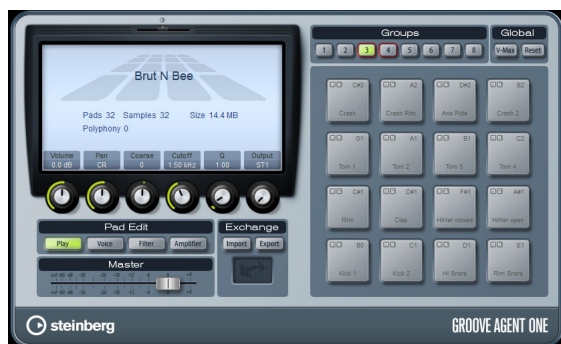 Groups
Global
1 2 3 4 5 6 7 8
V-Max Reset
Brut N Bee
Pads 32 Samples 32 Size 14.4 MB
Polyphony 0
Volume Pan Coarse Cutoff Q Output
0.0 dB CR 0 1.50 kHz 1.00 ST1
C#2 A2 D#2 B2
Crash Crash Rim Ana Ride Crash 2
G1 A1 B1 C2
Tom 1 Tom 2 Tom 3 Tom 4
C#1 D#1 F#1 A#1
Rim Clap HiHat closed HiHat open
B0 C1 D1 E1
Kick 1 Kick 2 Hi Snare Rim Snare
Pad Edit
Exchange
Play Voice Filter Amplifier
Import Export
Master
steinberg
GROOVE AGENT ONE